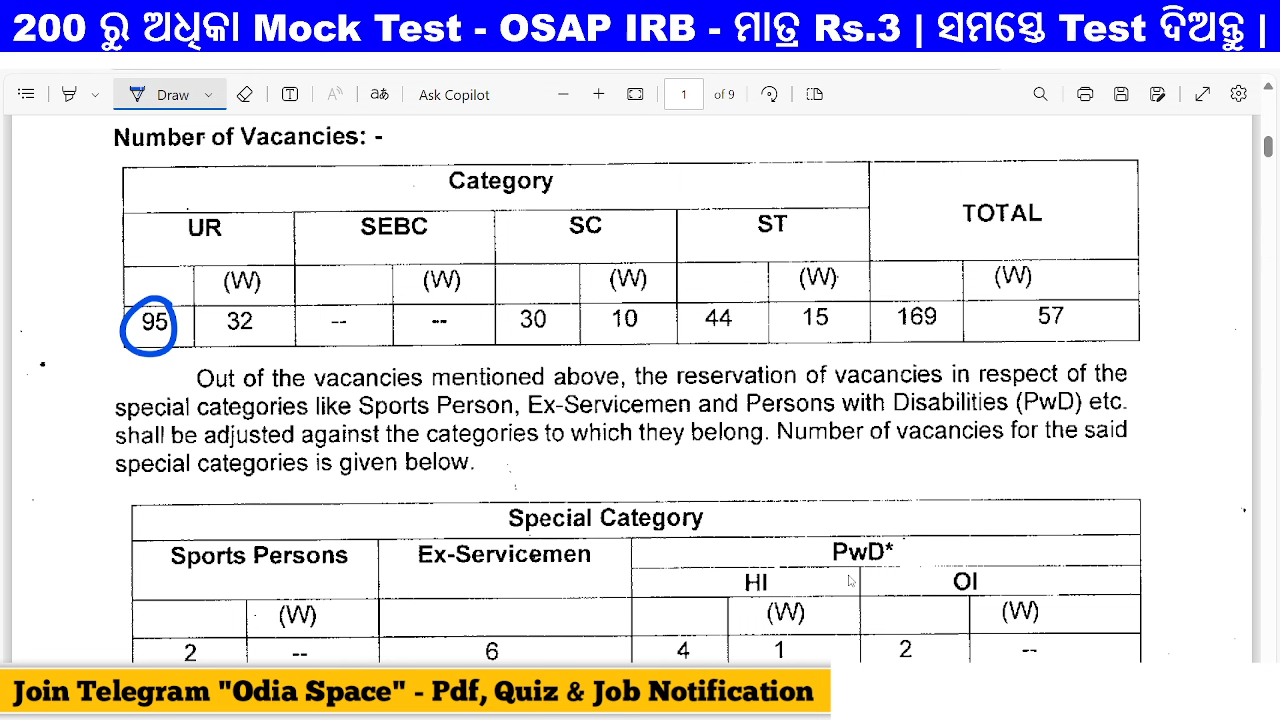 200 ରୁ ଅଧିକା Mock Test - OSAP IRB - ମାତ୍ର Rs.3 | ସମସ୍ତେ Test ଦିଅନ୍ତୁ |
Draw
Ask Copilot
1 of 9
Number of Vacancies: -
Category TOTAL
UR SEBC SC ST
(W) (W) (W) (W) (W)
95 32 -- -- 30 10 44 15 169 57
Out of the vacancies mentioned above, the reservation of vacancies in respect of the
special categories like Sports Person, Ex-Servicemen and Persons with Disabilities (PwD) etc.
shall be adjusted against the categories to which they belong. Number of vacancies for the said
special categories is given below.
Special Category
Sports Persons Ex-Servicemen PwD*
HI OI
(W) (W) (W)
2 -- 6 4 1 2 --
Join Telegram "Odia Space" - Pdf, Quiz & Job Notification